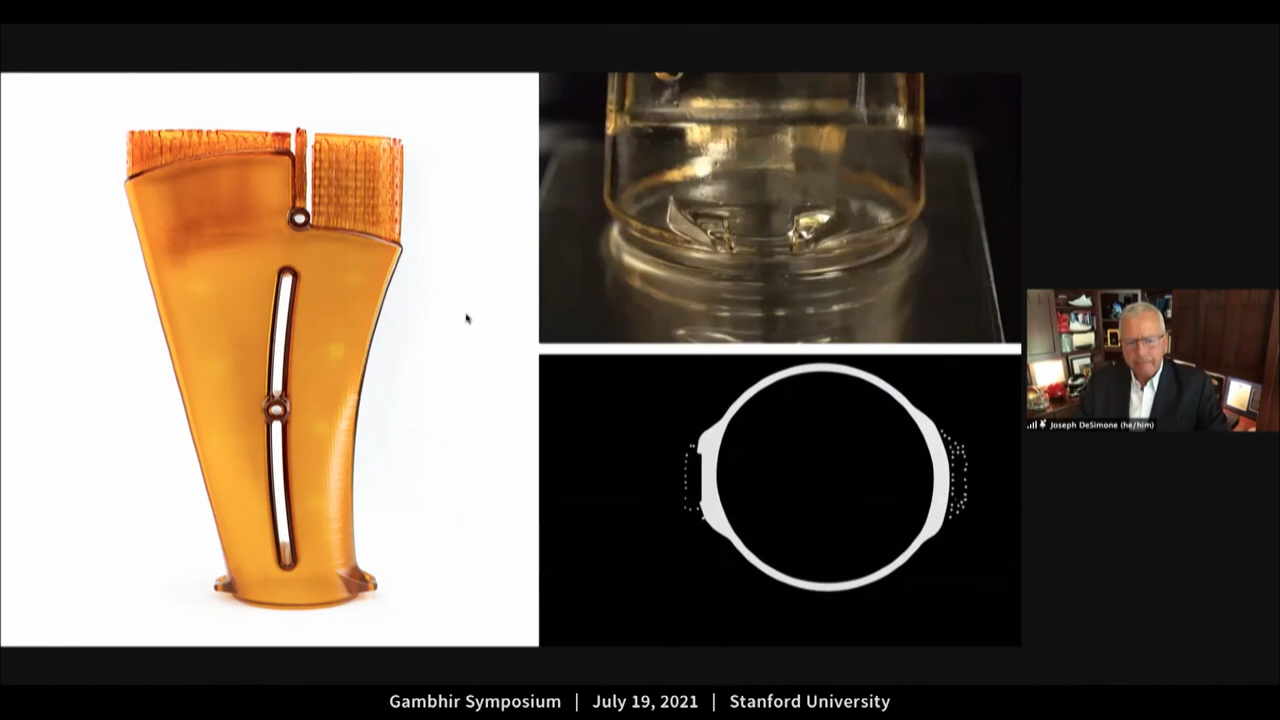 Joseph DeSimone (he/him)
Gambhir Symposium | July 19, 2021 | Stanford University